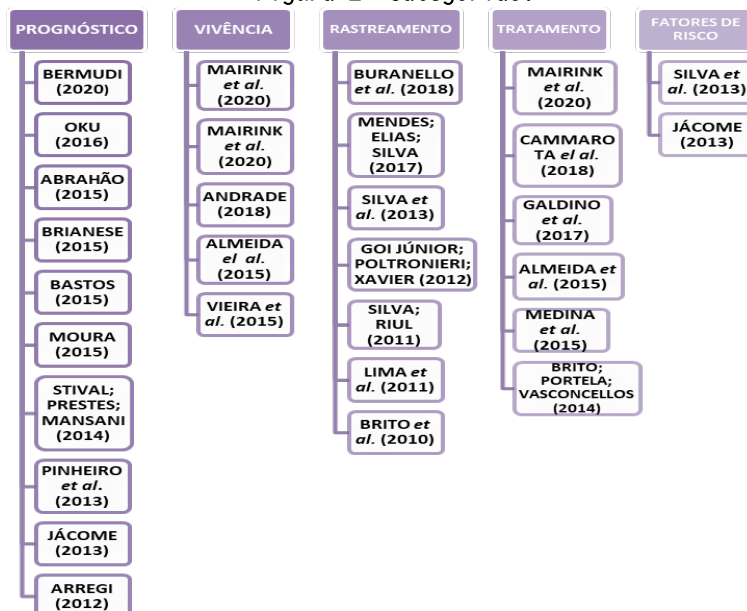 PROGNÓSTICO
BERMUDI
(2020)
OKU
(2016)
ABRAHÃO
(2015)
BRIANESE
(2015)
BASTOS
(2015)
MOURA
(2015)
STIVAL;
PRESTES;
MANSANI
(2014)
PINHEIRO
et al.
(2013)
JÁCOME
(2013)
ARREGI
(2012)
VIVÊNCIA
MAIRINK
et al.
(2020)
MAIRINK
et al.
(2020)
ANDRADE
(2018)
ALMEIDA
el al.
(2015)
VIEIRA et
al. (2015)
RASTREAMENTO
BURANELLO
et al. (2018)
MENDES;
ELIAS;
SILVA
(2017)
SILVA et
al. (2013)
GOI JÚNIOR;
POLTRONIERI;
XAVIER (2012)
SILVA;
RIUL
(2011)
LIMA et
al. (2011)
BRITO et
al. (2010)
TRATAMENTO
MAIRINK
et al.
(2020)
CAMMARO
TA el al.
(2018)
GALDINO
et al.
(2017)
ALMEIDA et
al. (2015)
MEDINA
et al.
(2015)
BRITO;
PORTELA;
VASCONCELLOS
(2014)
FATORES DE
RISCO
SILVA et
al. (2013)
JÁCOME
(2013)